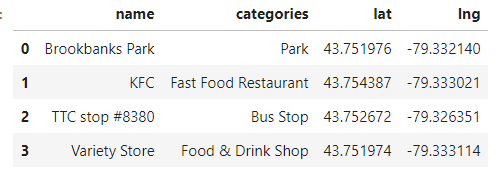 name categories lat lng
0 Brookbanks Park Park 43.751976 -79.332140
1 KFC Fast Food Restaurant 43.754387 -79.333021
2 TTC stop #8380 Bus Stop 43.752672 -79.326351
3 Variety Store Food & Drink Shop 43.751974 -79.333114